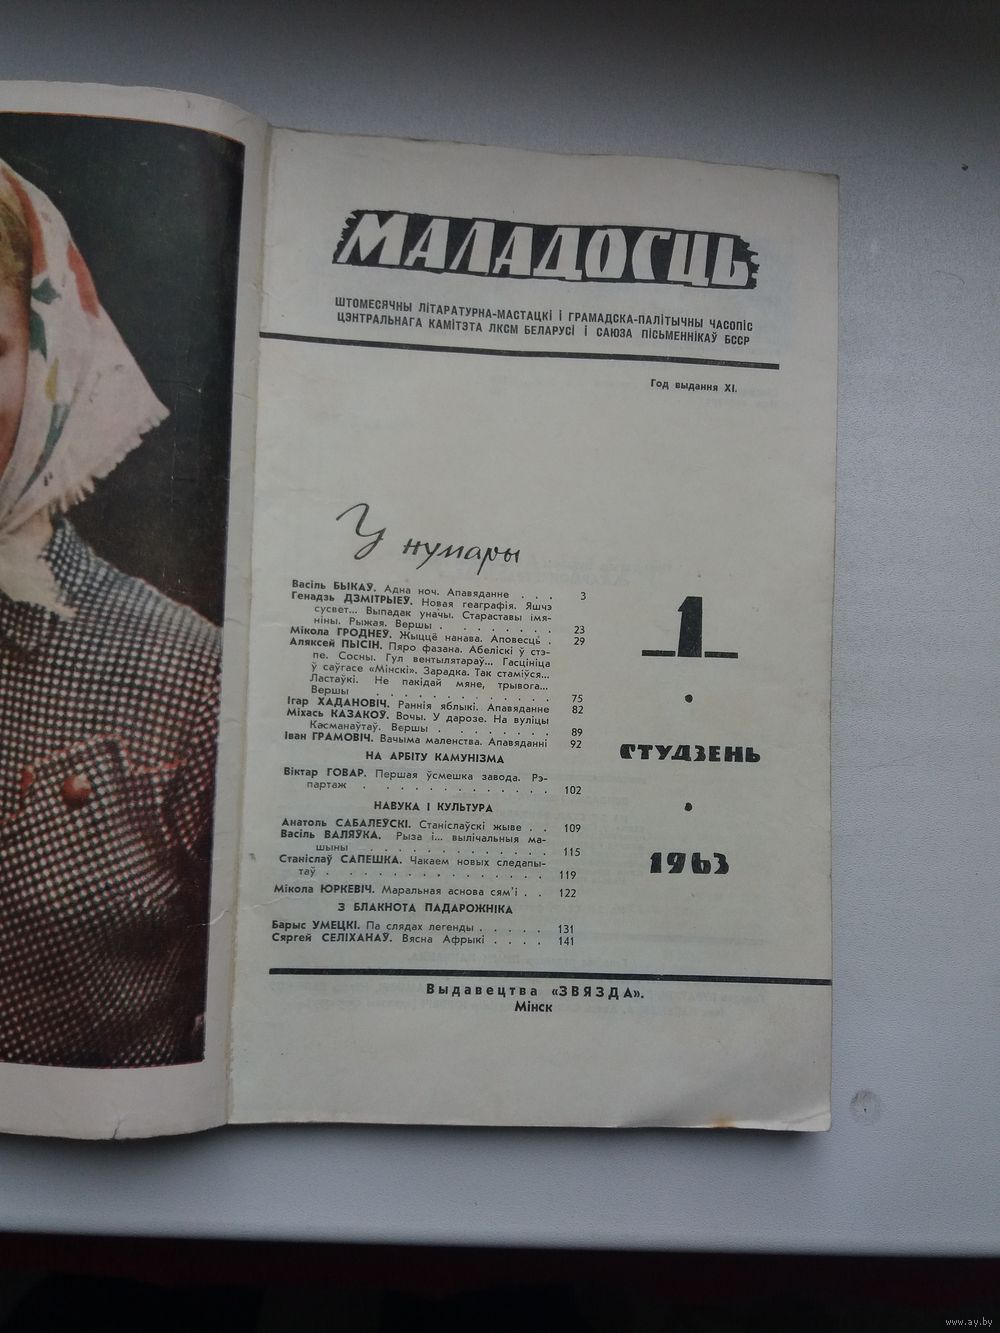 МАЛАДОСЦЬ
ШТОМЕСЯЧНЫ ЛІТАРАТУРНА-МАСТАЦКІ І ГРАМАДСКА-ПАЛІТЫЧНЫ ЧАСОПІС
ЦЭНТРАЛЬНАГА КАМІТЭТА ЛКСМ БЕЛАРУСІ І САЮЗА ПІСЬМЕННІКАЎ БССР
Год выдання XI.
У нумары
Васіль БЫКАЎ. Адна ноч. Апавяданне . . . 3
Генадзь ДЗМІТРЫЕЎ. Новая геаграфія. Яшчэ
сусвет... Выпадак уначы. Стараставы імя-
ніны. Рыжая. Вершы . . . . . . . . 23
Мікола ГРОДНЕЎ. Жыццё нанава. Аповесць . 29
Аляксей ПЫСІН. Пяро фазана. Абеліскі ў стэ-
пе. Сосны. Гул вентылятараў... Гасцініца
ў саўгасе «Мінскі». Зарадка. Так стаміўся...
Ластаўкі. Не пакідай мяне, трывога...
Вершы . . . . . . . . . . . . . 75
Ігар ХАДАНОВІЧ. Раннія яблыкі. Апавяданне 82
Міхась КАЗАКОЎ. Вочы. У дарозе. На вуліцы
Касманаўтаў. Вершы . . . . . . . . 89
Іван ГРАМОВІЧ. Вачыма маленства. Апавяданні 92
НА АРБІТУ КАМУНІЗМА
Віктар ГОВАР. Першая ўсмешка завода. Рэ-
партаж . . . . . . . . . . . . . 102
НАВУКА І КУЛЬТУРА
Анатоль САБАЛЕЎСКІ. Станіслаўскі жыве . . 109
Васіль ВАЛЯЎКА. Рыза і... вылічальныя ма-
шыны . . . . . . . . . . . . . . 115
Станіслаў САПЕШКА. Чакаем новых следапы-
таў . . . . . . . . . . . . . . . 119
Мікола ЮРКЕВІЧ. Маральная аснова сям'і . . 122
З БЛАКНОТА ПАДАРОЖНІКА
Барыс УМЕЦКІ. Па слядах легенды . . . . . 131
Сяргей СЕЛІХАНАЎ. Вясна Афрыкі . . . . 141
1
СТУДЗЕНЬ
1963
Выдавецтва «ЗВЯЗДА».
Мінск
www.ay.by